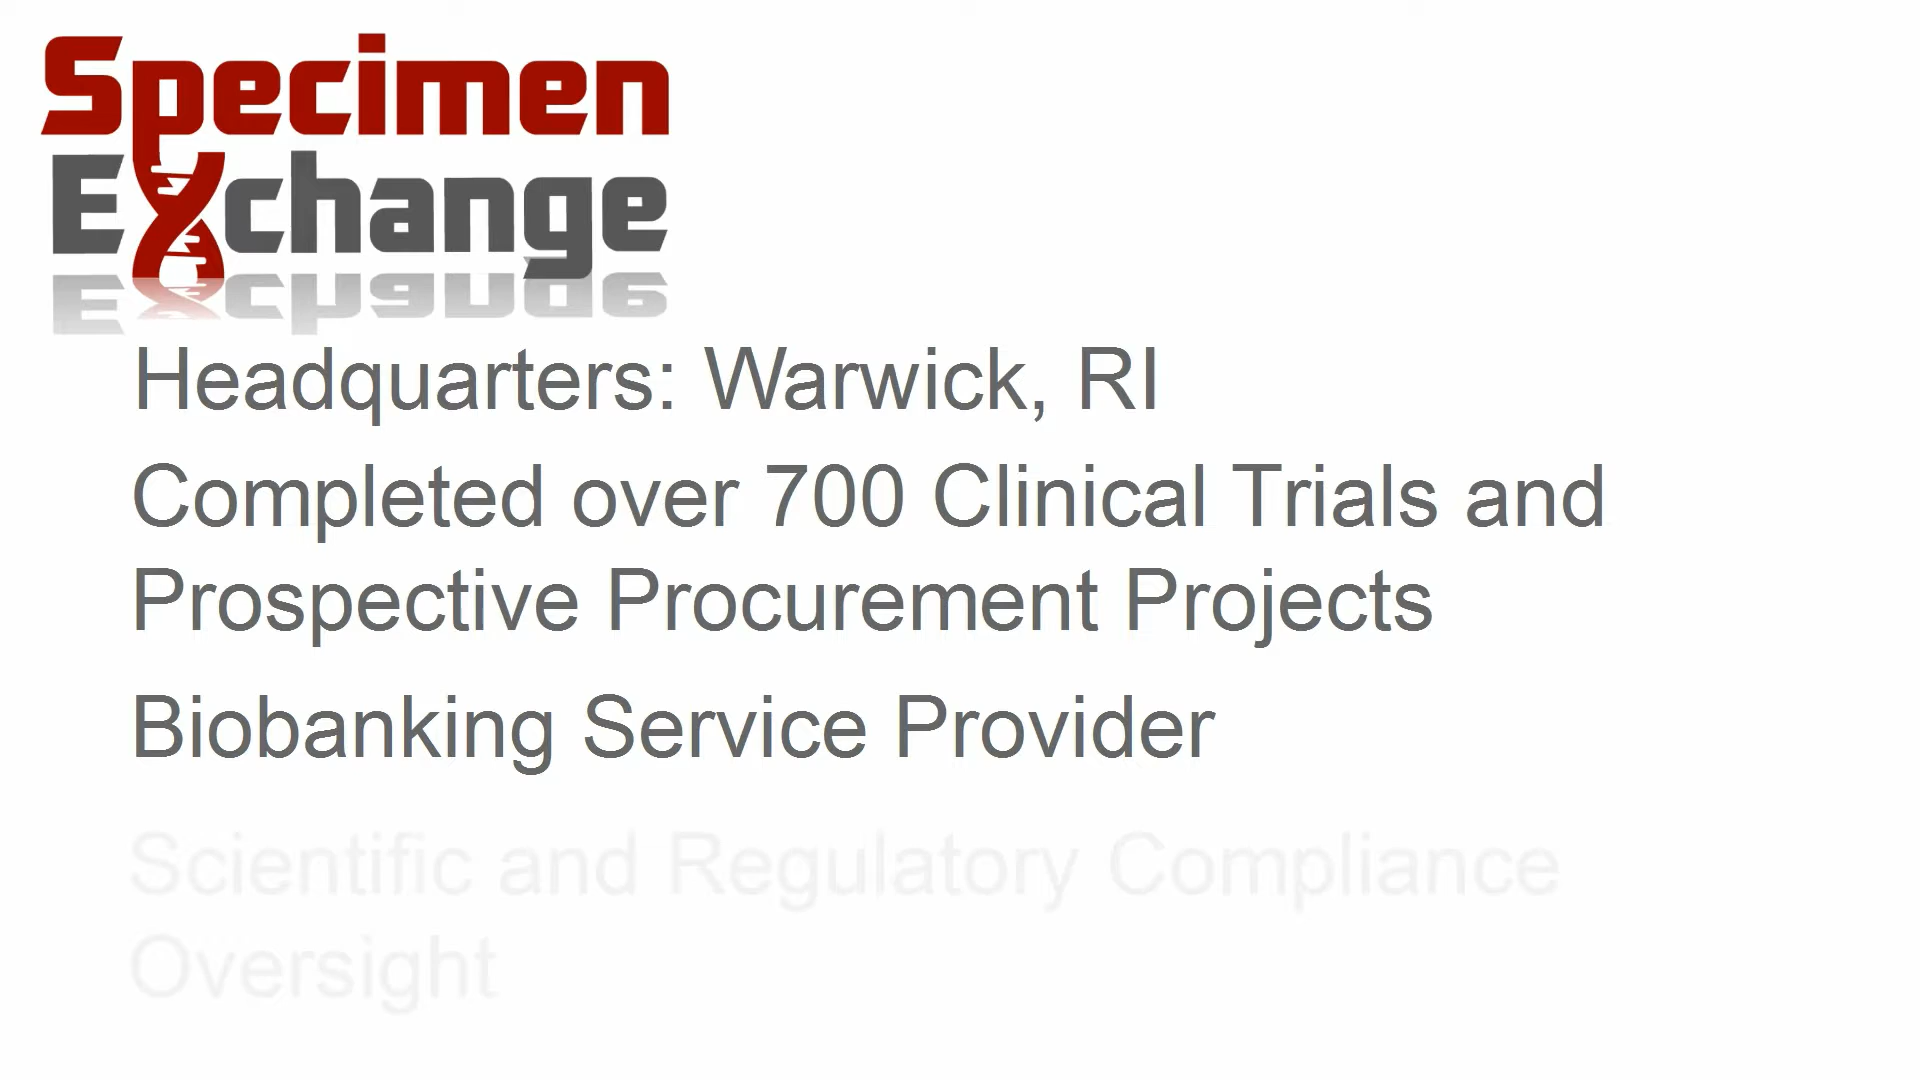 Specimen
Exchange
Headquarters: Warwick, RI
Completed over 700 Clinical Trials and
Prospective Procurement Projects
Biobanking Service Provider
Scientific and Regulatory Compliance
Oversight